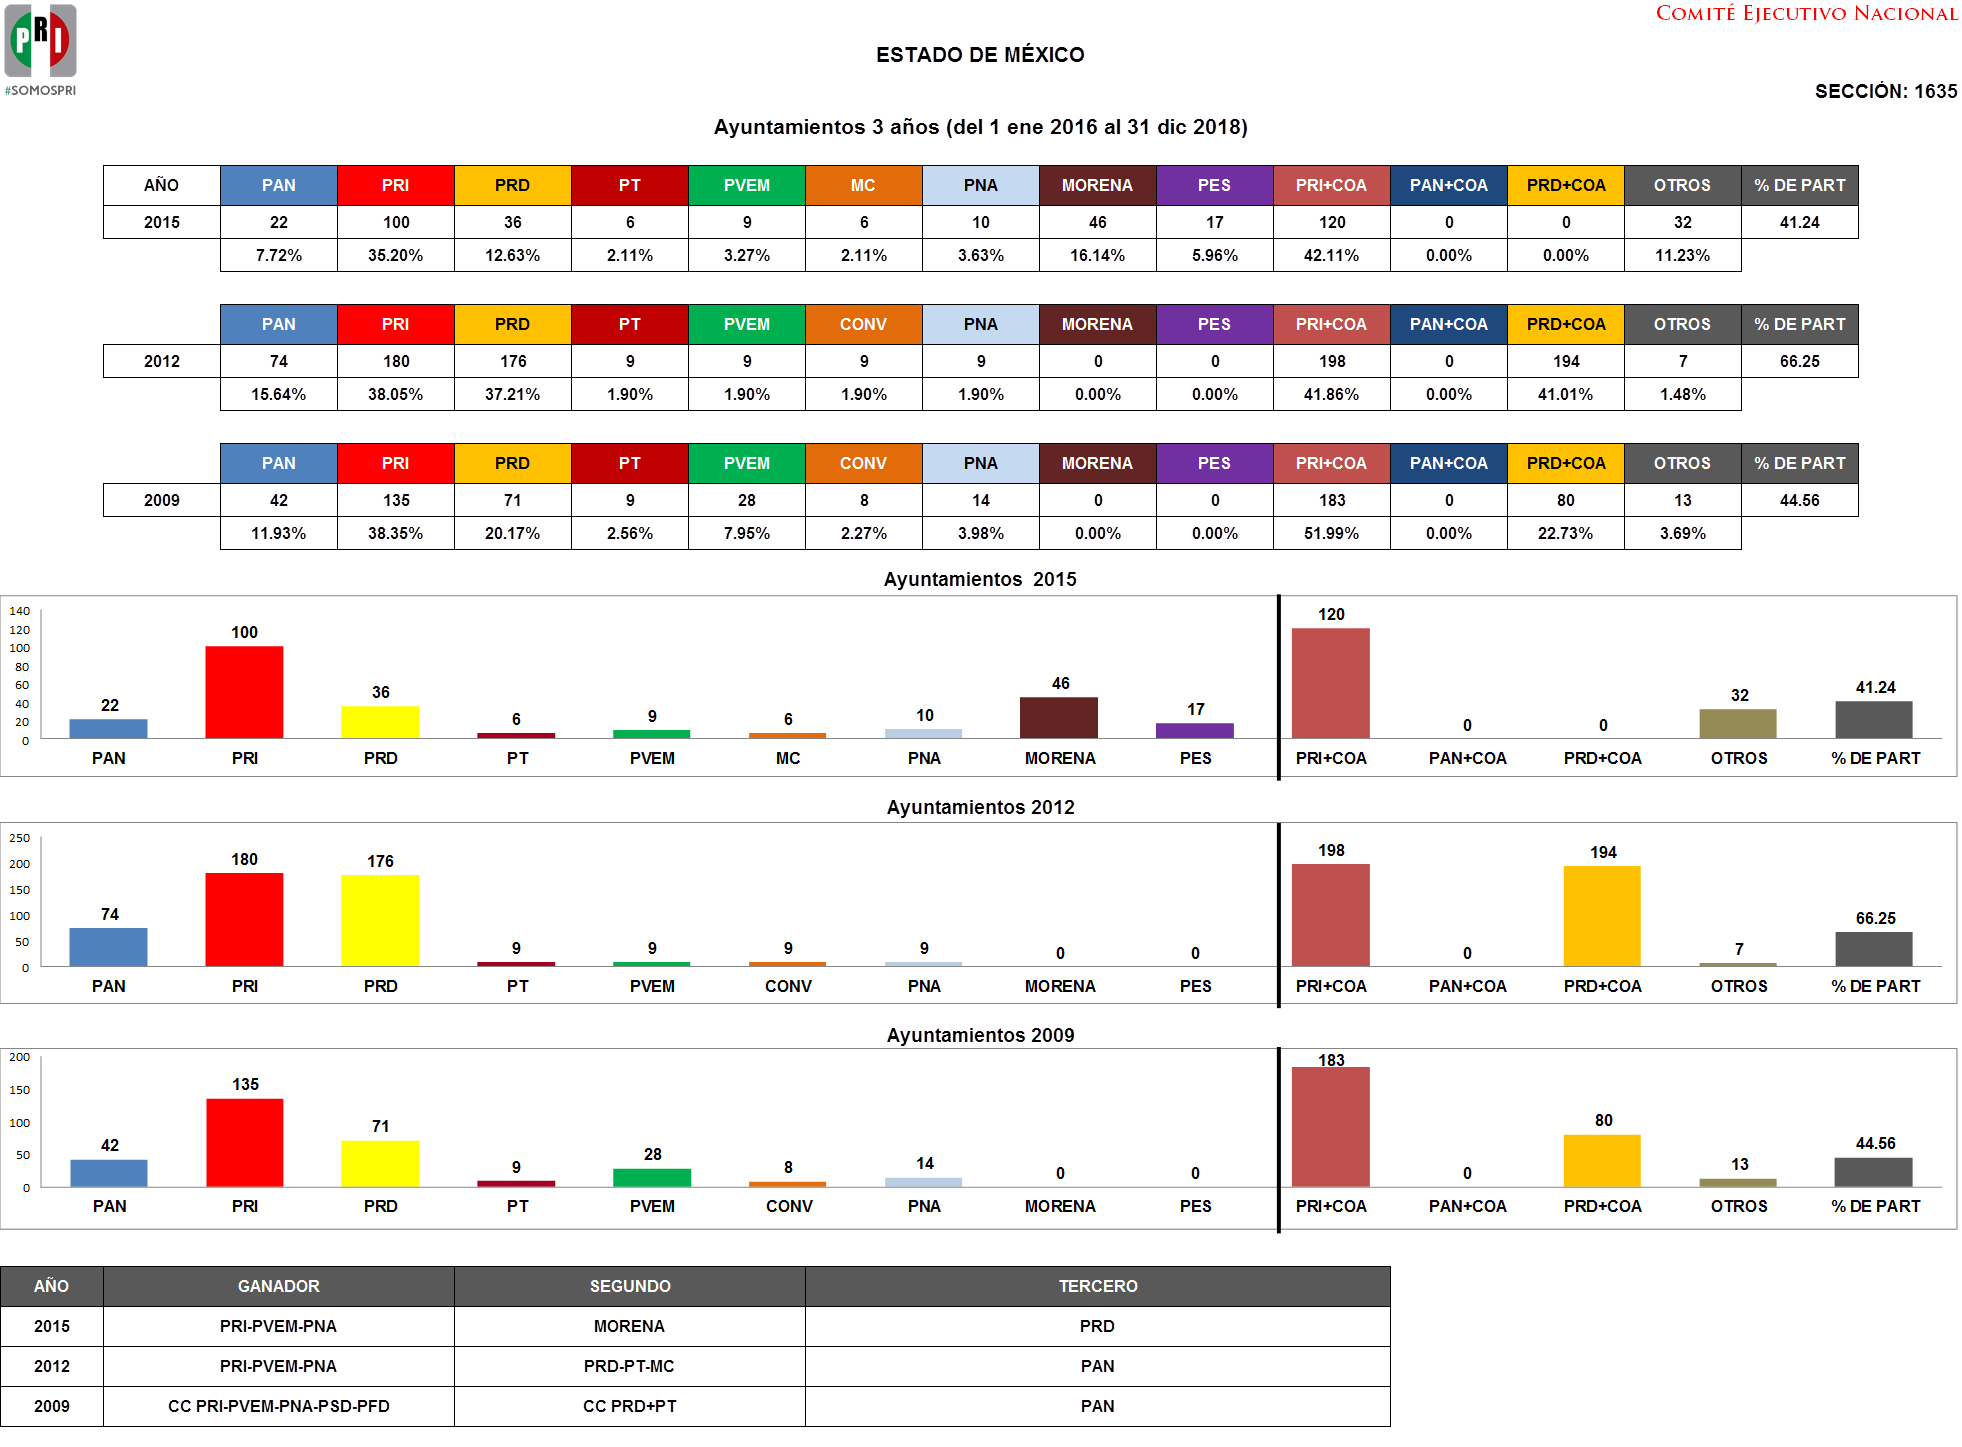 COMITÉ EJECUTIVO NACIONAL
PRI
#SOMOSPRI
ESTADO DE MÉXICO
SECCIÓN: 1635
Ayuntamientos 3 años (del 1 ene 2016 al 31 dic 2018)
AÑO PAN PRI PRD PT PVEM MC PNA MORENA PES PRI+COA PAN+COA PRD+COA OTROS % DE PART
2015 22 100 36 6 9 6 10 46 17 120 0 0 32 41.24
7.72% 35.20% 12.63% 2.11% 3.27% 2.11% 3.63% 16.14% 5.96% 42.11% 0.00% 0.00% 11.23%
PAN PRI PRD PT PVEM CONV PNA MORENA PES PRI+COA PAN+COA PRD+COA OTROS % DE PART
2012 74 180 176 9 9 9 9 0 0 198 0 194 7 66.25
15.64% 38.05% 37.21% 1.90% 1.90% 1.90% 1.90% 0.00% 0.00% 41.86% 0.00% 41.01% 1.48%
PAN PRI PRD PT PVEM CONV PNA MORENA PES PRI+COA PAN+COA PRD+COA OTROS % DE PART
2009 42 135 71 9 28 8 14 0 0 183 0 80 13 44.56
11.93% 38.35% 20.17% 2.56% 7.95% 2.27% 3.98% 0.00% 0.00% 51.99% 0.00% 22.73% 3.69%
Ayuntamientos 2015
140
120
100
80
60
40
20
0
22 100 36 6 9 6 10 46 17 120 0 0 32 41.24
PAN PRI PRD PT PVEM MC PNA MORENA PES PRI+COA PAN+COA PRD+COA OTROS % DE PART
Ayuntamientos 2012
250
200
150
100
50
0
74 180 176 9 9 9 9 0 0 198 0 194 7 66.25
PAN PRI PRD PT PVEM CONV PNA MORENA PES PRI+COA PAN+COA PRD+COA OTROS % DE PART
Ayuntamientos 2009
200
150
100
50
0
42 135 71 9 28 8 14 0 0 183 0 80 13 44.56
PAN PRI PRD PT PVEM CONV PNA MORENA PES PRI+COA PAN+COA PRD+COA OTROS % DE PART
AÑO GANADOR SEGUNDO TERCERO
2015 PRI-PVEM-PNA MORENA PRD
2012 PRI-PVEM-PNA PRD-PT-MC PAN
2009 CC PRI-PVEM-PNA-PSD-PFD CC PRD+PT PAN